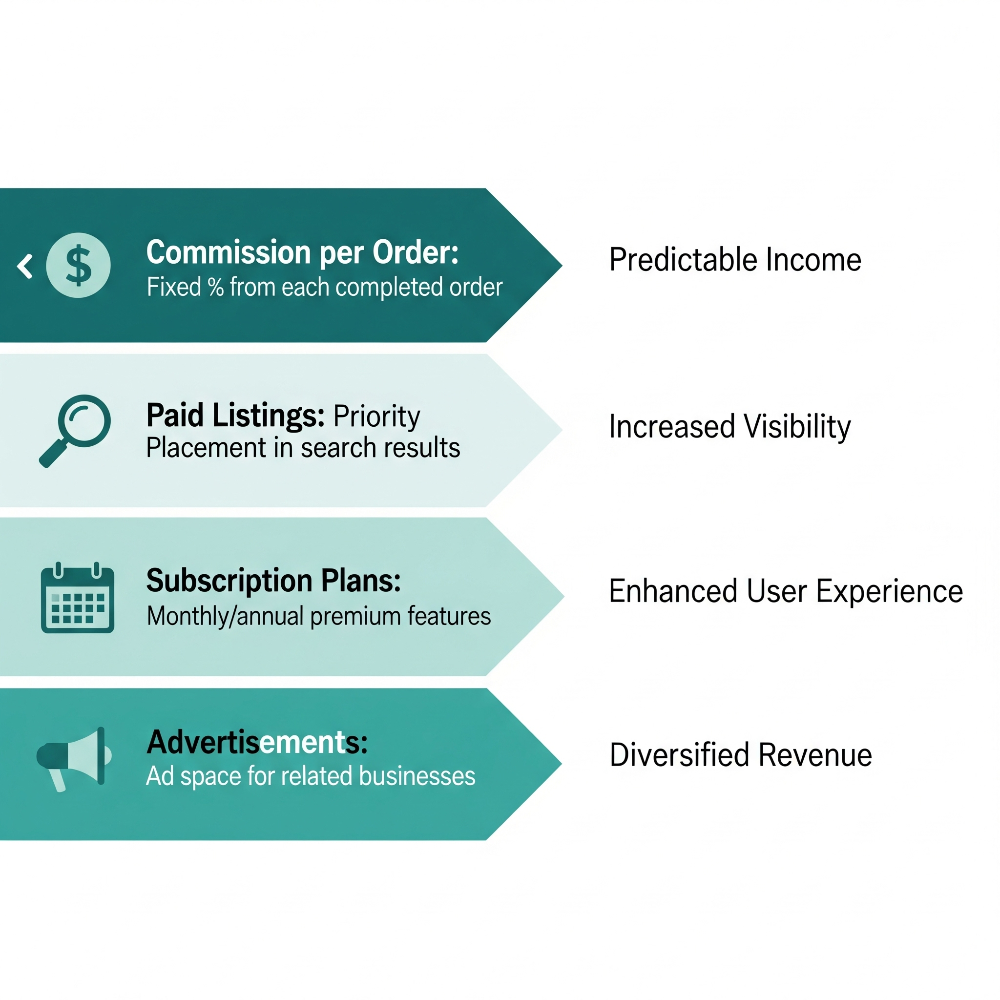 Commission per Order:
Fixed % from each completed order
Predictable Income
Paid Listings: Priority
Placement in search results
Increased Visibility
Subscription Plans:
Monthly/annual premium features
Enhanced User Experience
Advertisements:
Ad space for related businesses
Diversified Revenue